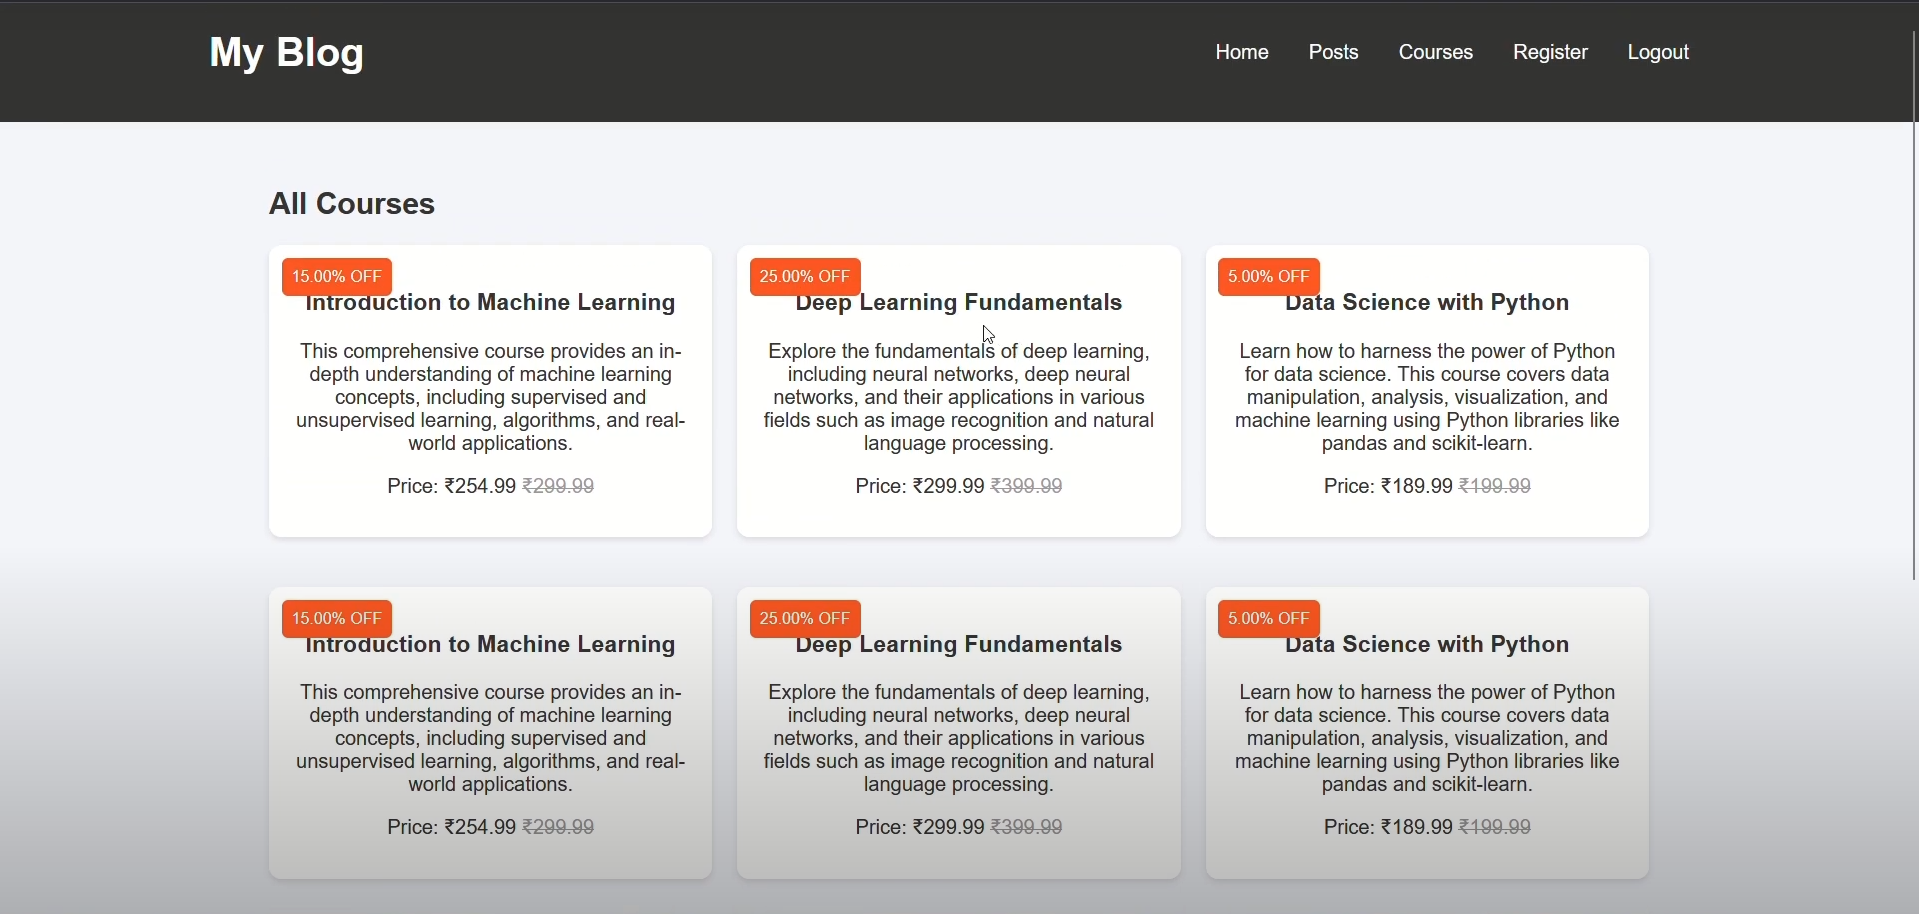 My Blog
Home Posts Courses Register Logout
All Courses
15.00% OFF
Introduction to Machine Learning
This comprehensive course provides an in-
depth understanding of machine learning
concepts, including supervised and
unsupervised learning, algorithms, and real-
world applications.
Price: ₹254.99 ₹299.99
25.00% OFF
Deep Learning Fundamentals
Explore the fundamentals of deep learning,
including neural networks, deep neural
networks, and their applications in various
fields such as image recognition and natural
language processing.
Price: ₹299.99 ₹399.99
5.00% OFF
Data Science with Python
Learn how to harness the power of Python
for data science. This course covers data
manipulation, analysis, visualization, and
machine learning using Python libraries like
pandas and scikit-learn.
Price: ₹189.99 ₹199.99
15.00% OFF
Introduction to Machine Learning
This comprehensive course provides an in-
depth understanding of machine learning
concepts, including supervised and
unsupervised learning, algorithms, and real-
world applications.
Price: ₹254.99 ₹299.99
25.00% OFF
Deep Learning Fundamentals
Explore the fundamentals of deep learning,
including neural networks, deep neural
networks, and their applications in various
fields such as image recognition and natural
language processing.
Price: ₹299.99 ₹399.99
5.00% OFF
Data Science with Python
Learn how to harness the power of Python
for data science. This course covers data
manipulation, analysis, visualization, and
machine learning using Python libraries like
pandas and scikit-learn.
Price: ₹189.99 ₹199.99